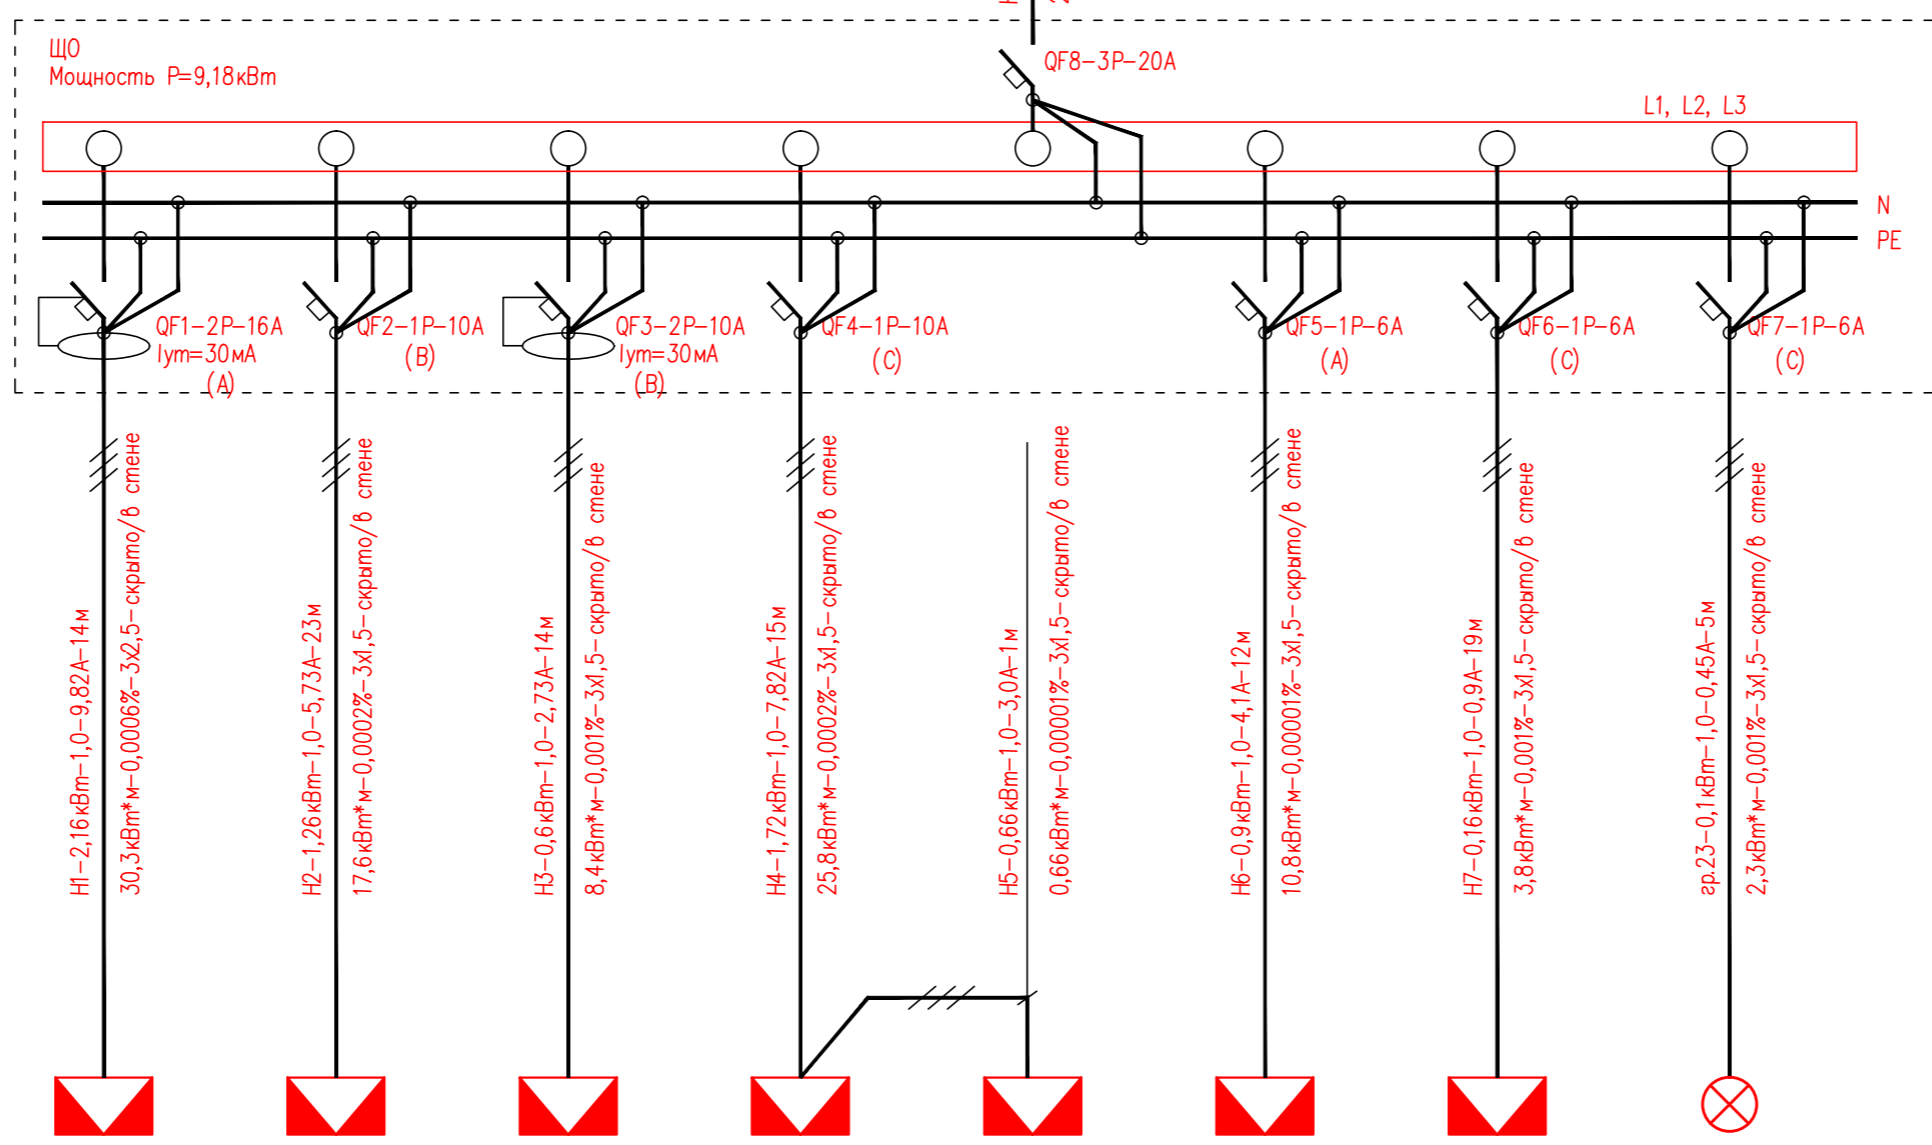 ЩО
Мощность P=9,18кВт
QF8-3P-20A
L1, L2, L3
N
PE
QF1-2P-16A
Iут=30мА
(A)
QF2-1P-10A
(B)
QF3-2P-10A
Iут=30мА
(B)
QF4-1P-10A
(C)
QF5-1P-6A
(A)
QF6-1P-6A
(C)
QF7-1P-6A
(C)
Н1-2,16кВт-1,0-9,82А-14м
30,3кВт*м-0,0006%-3х2,5-скрыто/в стене
Н2-1,26кВт-1,0-5,73А-23м
17,6кВт*м-0,0002%-3х1,5-скрыто/в стене
Н3-0,6кВт-1,0-2,73А-14м
8,4кВт*м-0,001%-3х1,5-скрыто/в стене
Н4-1,72кВт-1,0-7,82А-15м
25,8кВт*м-0,0002%-3х1,5-скрыто/в стене
Н5-0,66кВт-1,0-3,0А-1м
0,66кВт*м-0,00001%-3х1,5-скрыто/в стене
Н6-0,9кВт-1,0-4,1А-12м
10,8кВт*м-0,00001%-3х1,5-скрыто/в стене
Н7-0,16кВт-1,0-0,9А-19м
3,8кВт*м-0,001%-3х1,5-скрыто/в стене
гр.23-0,1кВт-1,0-0,45А-5м
2,3кВт*м-0,001%-3х1,5-скрыто/в стене